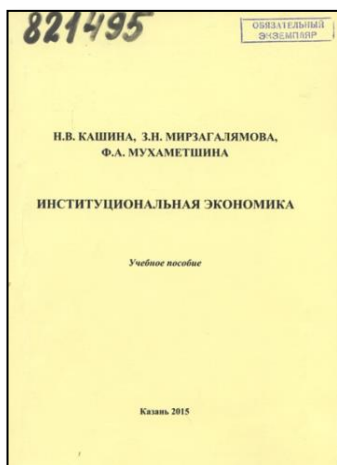 821495
ОБЯЗАТЕЛЬНЫЙ
ЭКЗЕМПЛЯР
Н.В. КАШИНА, З.Н. МИРЗАГАЛЯМОВА,
Ф.А. МУХАМЕТШИНА
ИНСТИТУЦИОНАЛЬНАЯ ЭКОНОМИКА
Учебное пособие
Казань 2015